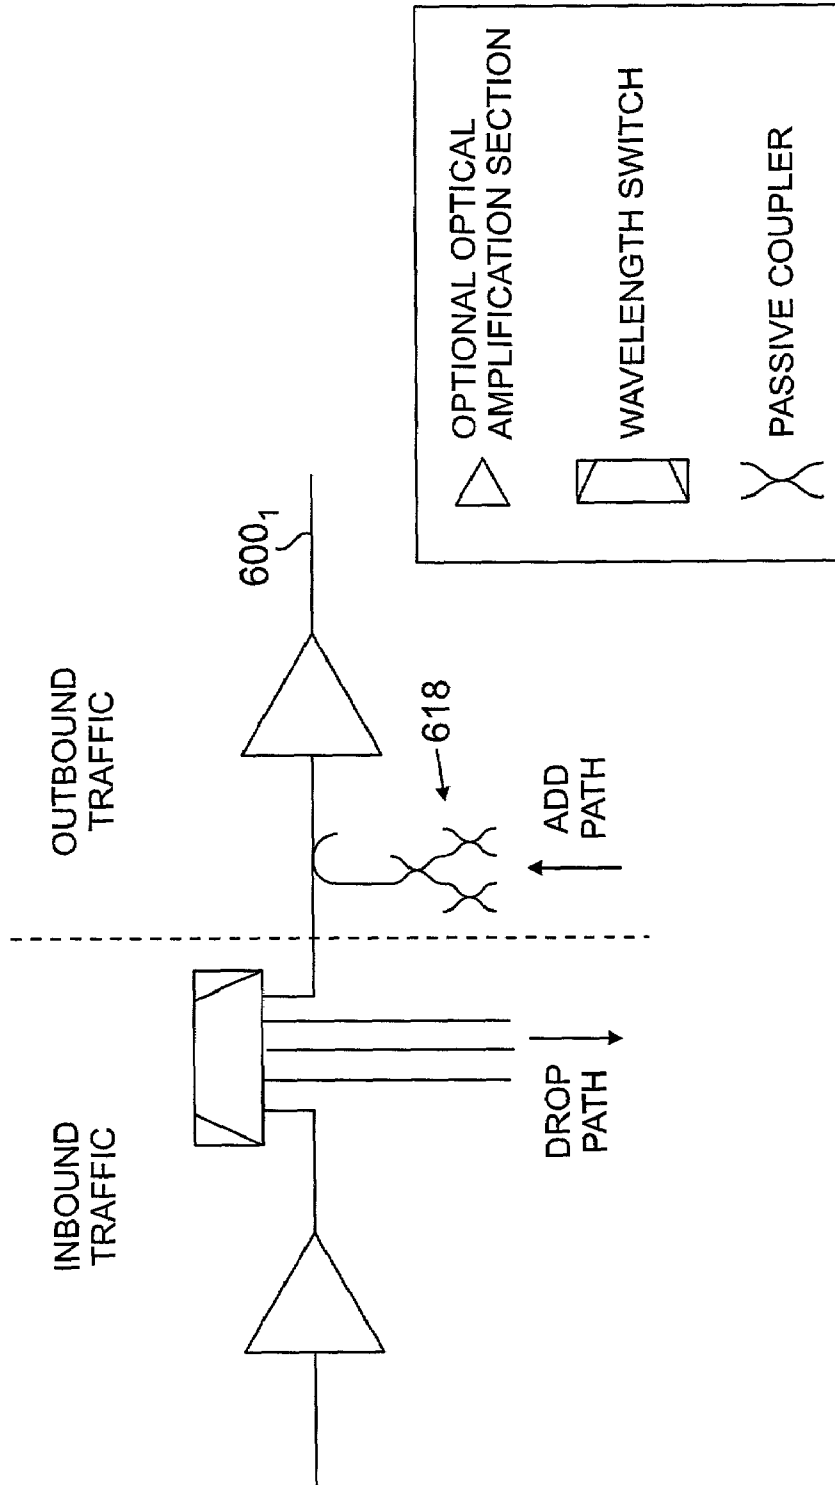 INBOUND
TRAFFIC
OUTBOUND
TRAFFIC
600₁
618
DROP
PATH
ADD
PATH
OPTIONAL OPTICAL
AMPLIFICATION SECTION
WAVELENGTH SWITCH
PASSIVE COUPLER